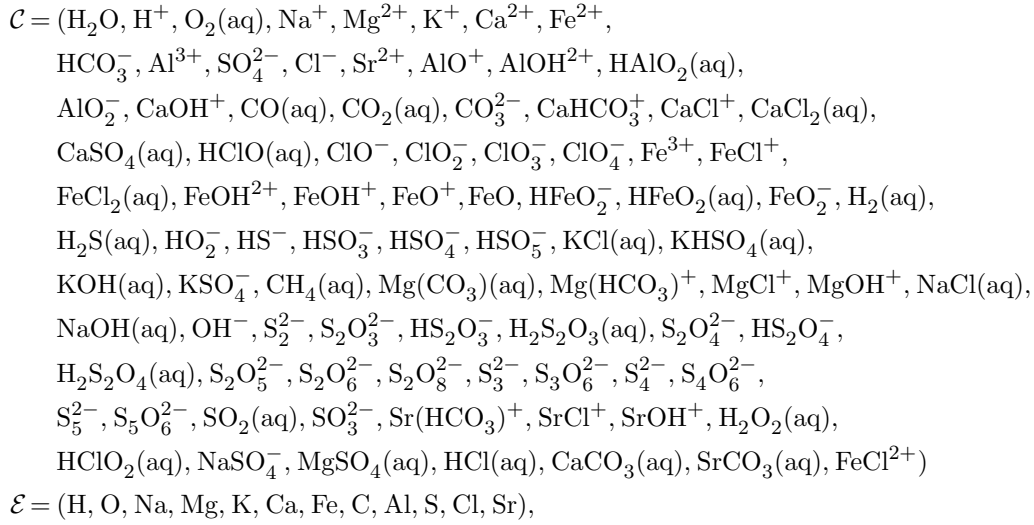 𝒞 = (H₂O, H⁺, O₂(aq), Na⁺, Mg²⁺, K⁺, Ca²⁺, Fe²⁺,
HCO₃⁻, Al³⁺, SO₄²⁻, Cl⁻, Sr²⁺, AlO⁺, AlOH²⁺, HAlO₂(aq),
AlO₂⁻, CaOH⁺, CO(aq), CO₂(aq), CO₃²⁻, CaHCO₃⁺, CaCl⁺, CaCl₂(aq),
CaSO₄(aq), HClO(aq), ClO⁻, ClO₂⁻, ClO₃⁻, ClO₄⁻, Fe³⁺, FeCl⁺,
FeCl₂(aq), FeOH²⁺, FeOH⁺, FeO⁺, FeO, HFeO₂⁻, HFeO₂(aq), FeO₂⁻, H₂(aq),
H₂S(aq), HO₂⁻, HS⁻, HSO₃⁻, HSO₄⁻, HSO₅⁻, KCl(aq), KHSO₄(aq),
KOH(aq), KSO₄⁻, CH₄(aq), Mg(CO₃)(aq), Mg(HCO₃)⁺, MgCl⁺, MgOH⁺, NaCl(aq),
NaOH(aq), OH⁻, S₂²⁻, S₂O₃²⁻, HS₂O₃⁻, H₂S₂O₃(aq), S₂O₄²⁻, HS₂O₄⁻,
H₂S₂O₄(aq), S₂O₅²⁻, S₂O₆²⁻, S₂O₈²⁻, S₃²⁻, S₃O₆²⁻, S₄²⁻, S₄O₆²⁻,
S₅²⁻, S₅O₆²⁻, SO₂(aq), SO₃²⁻, Sr(HCO₃)⁺, SrCl⁺, SrOH⁺, H₂O₂(aq),
HClO₂(aq), NaSO₄⁻, MgSO₄(aq), HCl(aq), CaCO₃(aq), SrCO₃(aq), FeCl²⁺)
ℰ = (H, O, Na, Mg, K, Ca, Fe, C, Al, S, Cl, Sr),